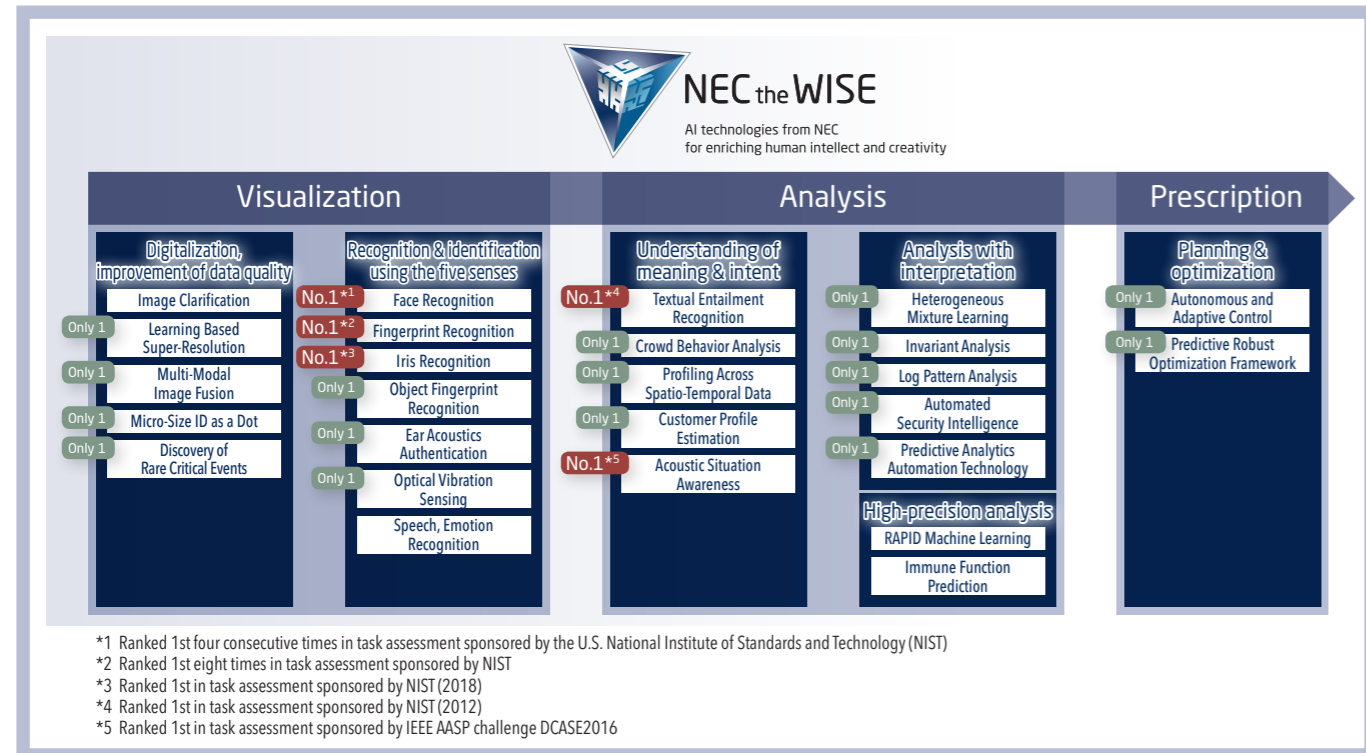 NEC the WISE
AI technologies from NEC
for enriching human intellect and creativity
Visualization
Digitalization,
improvement of data quality
Image Clarification
Only 1
Learning Based
Super-Resolution
Only 1
Multi-Modal
Image Fusion
Only 1
Micro-Size ID as a Dot
Only 1
Discovery of
Rare Critical Events
Recognition & identification
using the five senses
No.1*1
Face Recognition
No.1*2
Fingerprint Recognition
No.1*3
Iris Recognition
Only 1
Object Fingerprint
Recognition
Only 1
Ear Acoustics
Authentication
Only 1
Optical Vibration
Sensing
Speech, Emotion
Recognition
Analysis
Understanding of
meaning & intent
No.1*4
Textual Entailment
Recognition
Only 1
Crowd Behavior Analysis
Only 1
Profiling Across
Spatio-Temporal Data
Only 1
Customer Profile
Estimation
No.1*5
Acoustic Situation
Awareness
Analysis with
interpretation
Only 1
Heterogeneous
Mixture Learning
Only 1
Invariant Analysis
Only 1
Log Pattern Analysis
Only 1
Automated
Security Intelligence
Only 1
Predictive Analytics
Automation Technology
High-precision analysis
RAPID Machine Learning
Immune Function
Prediction
Prescription
Planning &
optimization
Only 1
Autonomous and
Adaptive Control
Only 1
Predictive Robust
Optimization Framework
*1 Ranked 1st four consecutive times in task assessment sponsored by the U.S. National Institute of Standards and Technology (NIST)
*2 Ranked 1st eight times in task assessment sponsored by NIST
*3 Ranked 1st in task assessment sponsored by NIST (2018)
*4 Ranked 1st in task assessment sponsored by NIST (2012)
*5 Ranked 1st in task assessment sponsored by IEEE AASP challenge DCASE2016